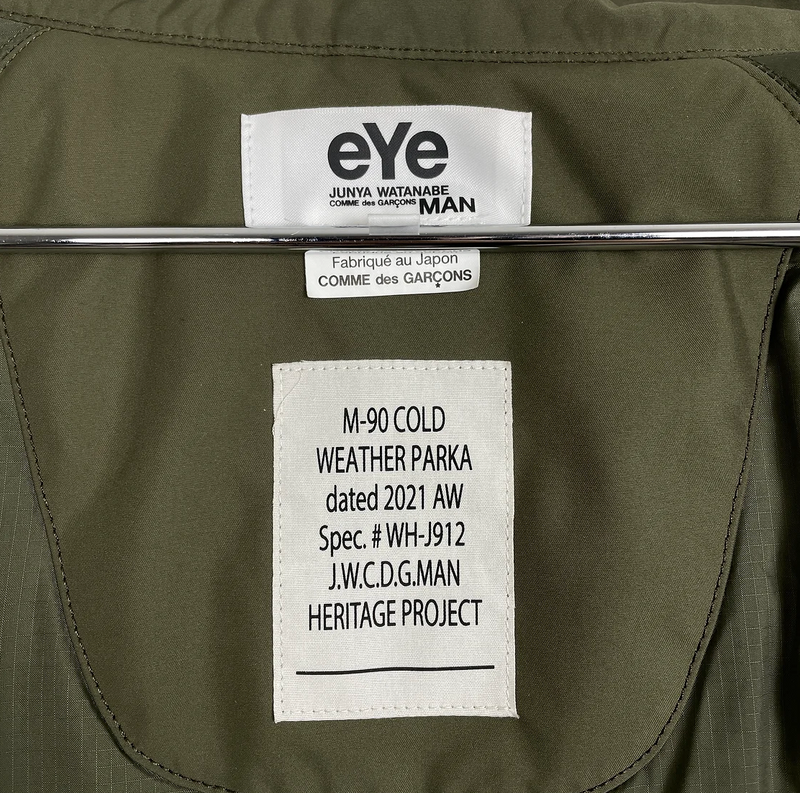 eYe
JUNYA WATANABE
COMME des GARÇONS MAN
Fabriqué au Japon
COMME des GARÇONS
M-90 COLD
WEATHER PARKA
dated 2021 AW
Spec. # WH-J912
J.W.C.D.G.MAN
HERITAGE PROJECT